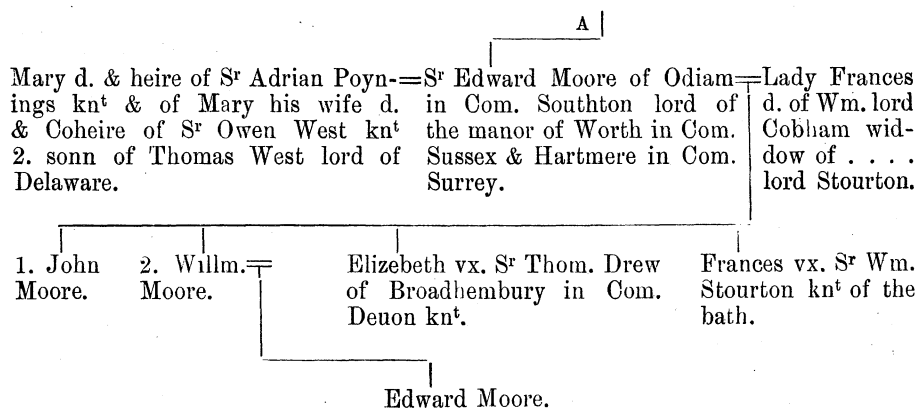 A
Mary d. & heire of Sʳ Adrian Poyn-
ings knᵗ & of Mary his wife d.
& Coheire of Sʳ Owen West knᵗ
2. sonn of Thomas West lord of
Delaware.
Sʳ Edward Moore of Odiam
in Com. Southton lord of
the manor of Worth in Com.
Sussex & Hartmere in Com.
Surrey.
Lady Frances
d. of Wm. lord
Cobham wid-
dow of . . . .
lord Stourton.
1. John
Moore.
2. Willm.
Moore.
Elizebeth vx. Sʳ Thom. Drew
of Broadhembury in Com.
Deuon knᵗ.
Frances vx. Sʳ Wm.
Stourton knᵗ of the
bath.
Edward Moore.